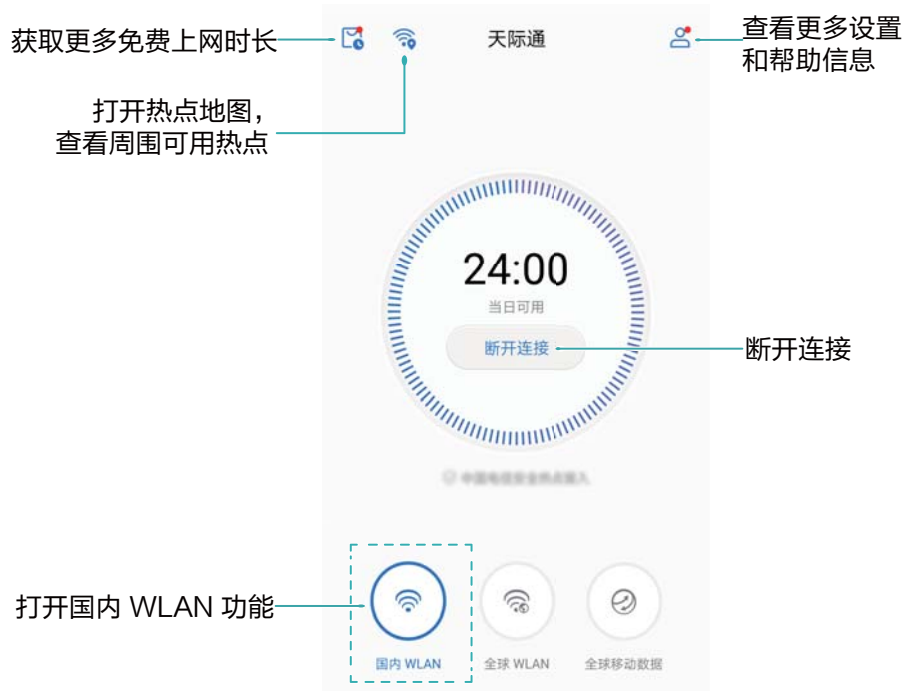 获取更多免费上网时长
天际通
查看更多设置
和帮助信息
打开热点地图，
查看周围可用热点
24:00
当日可用
断开连接
断开连接
打开国内 WLAN 功能
国内 WLAN
全球 WLAN
全球移动数据